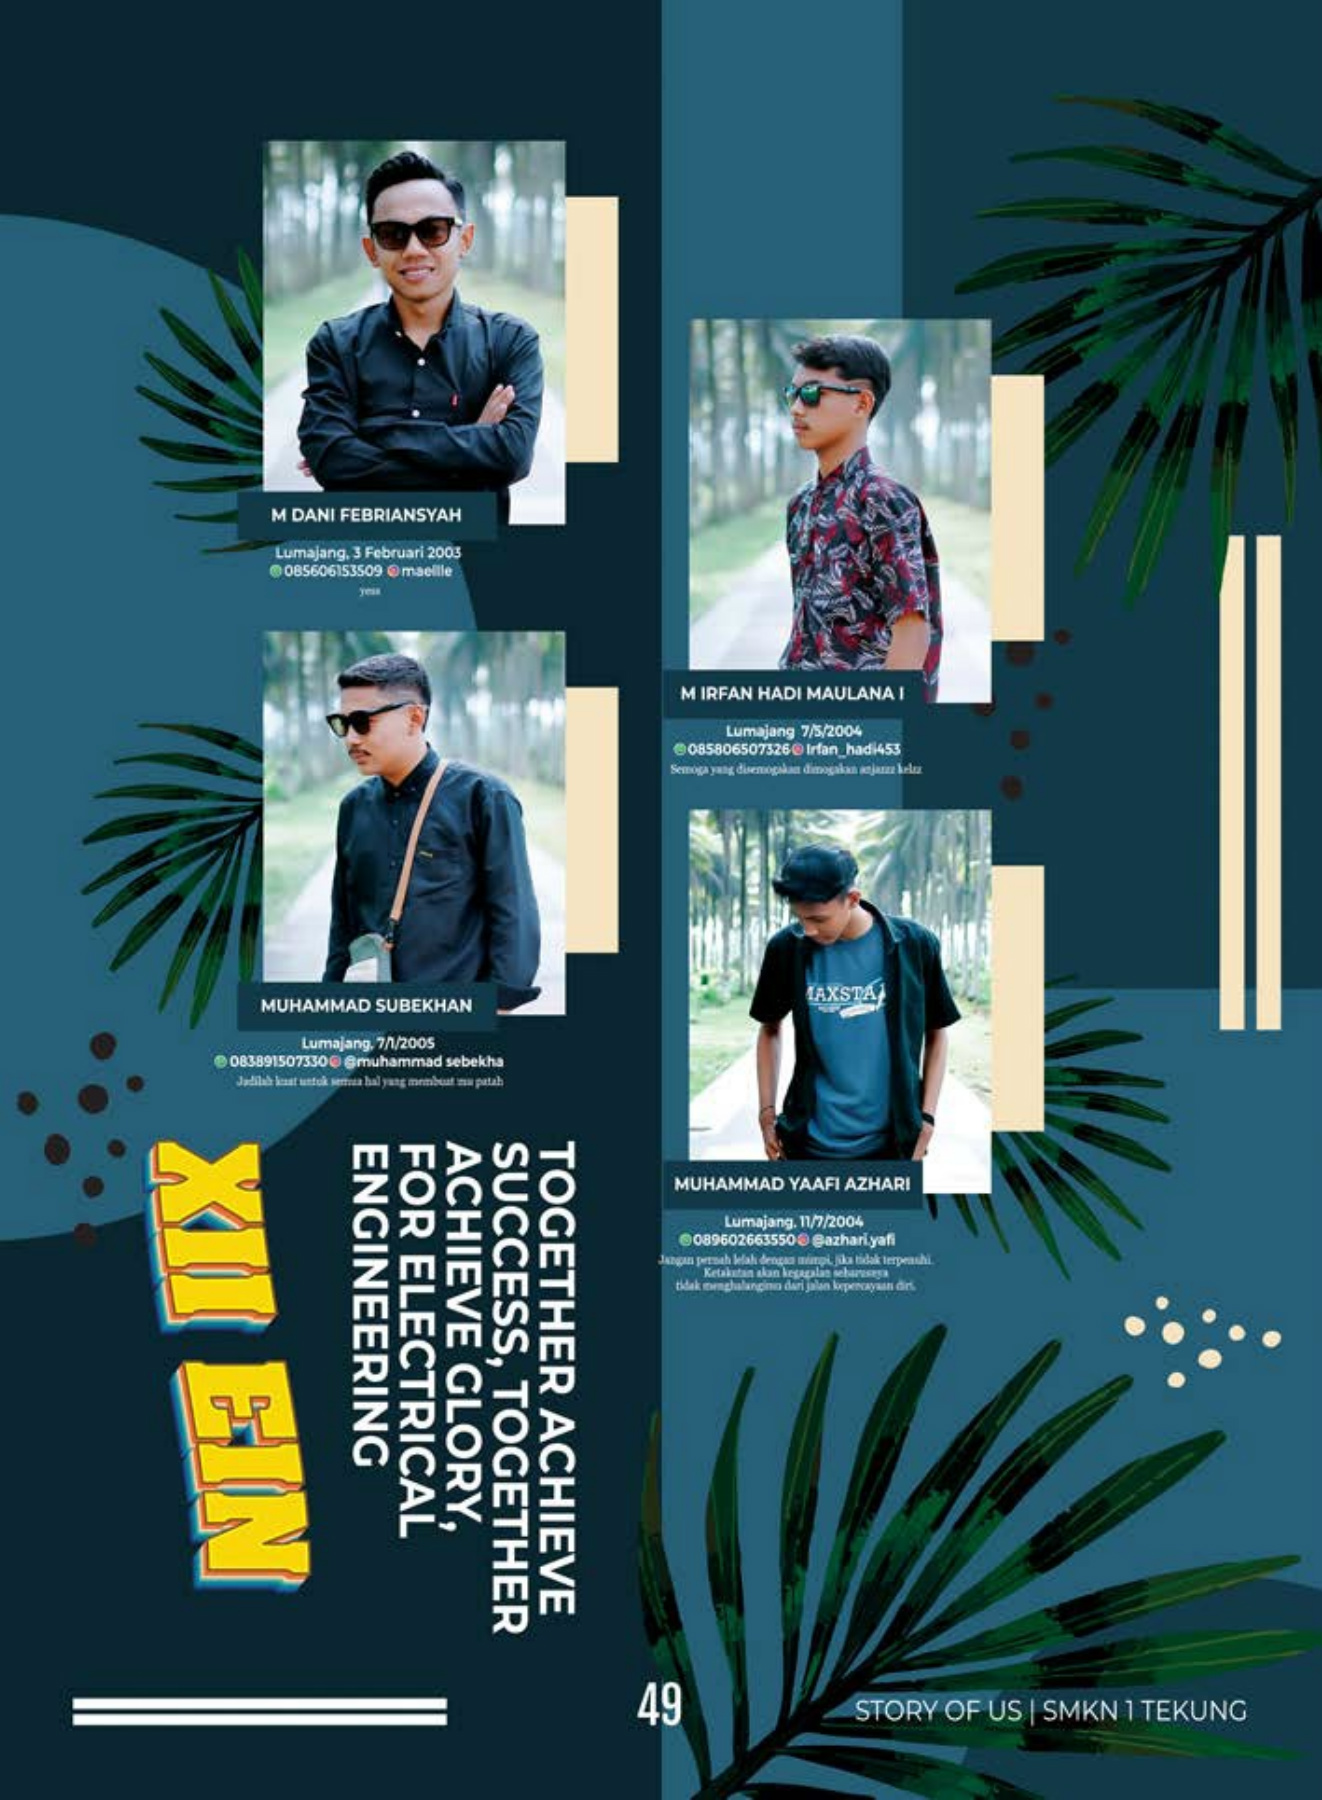 M DANI FEBRIANSYAH
Lumajang, 3 Februari 2003
085606153509 maellle
yess
M IRFAN HADI MAULANA I
Lumajang 7/5/2004
085806507326 Irfan_hadi453
Semoga yang disemogakan dimogakan anjazzz kelzz
MUHAMMAD SUBEKHAN
Lumajang, 7/1/2005
083891507330 @muhammad sebekha
Jadilah kuat untuk semua hal yang membuat mu patah
MAXSTA
MUHAMMAD YAAFI AZHARI
Lumajang, 11/7/2004
089602663550 @azhari.yafi
Jangan pernah lelah dengan mimpi, jika tidak terpenuhi.
Ketakutan akan kegagalan seharusnya
tidak menghalangimu dari jalan kepercayaan diri.
TOGETHER ACHIEVE
SUCCESS, TOGETHER
ACHIEVE GLORY,
FOR ELECTRICAL
ENGINEERING
XII EIN
49
STORY OF US | SMKN 1 TEKUNG